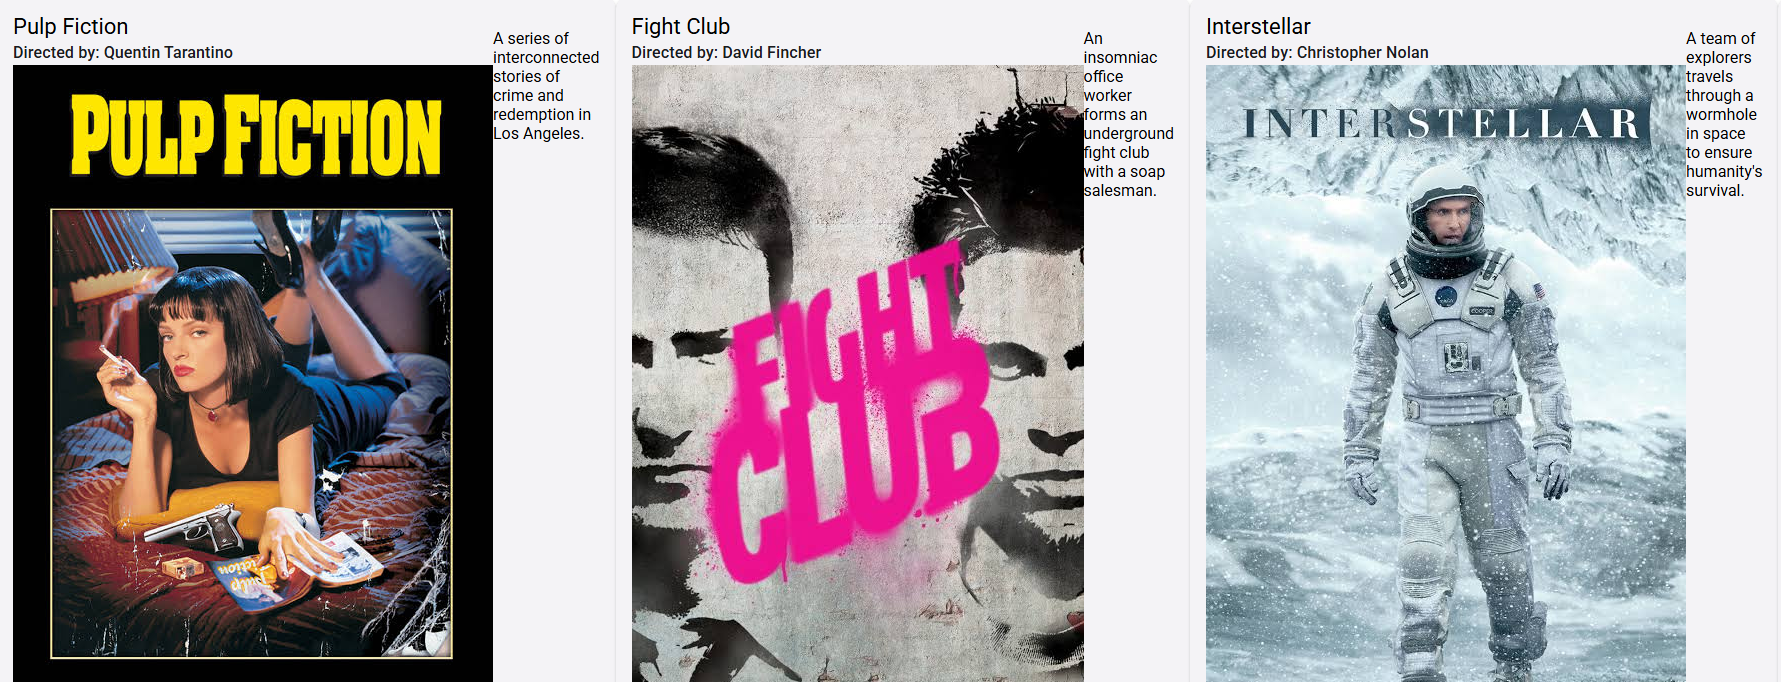 Pulp Fiction
Directed by: Quentin Tarantino
PULP FICTION
A series of
interconnected
stories of
crime and
redemption in
Los Angeles.
Fight Club
Directed by: David Fincher
FIGHT
CLUB
An
insomniac
office
worker
forms an
underground
fight club
with a soap
salesman.
Interstellar
Directed by: Christopher Nolan
INTERSTELLAR
COOPER
A team of
explorers
travels
through a
wormhole
in space
to ensure
humanity's
survival.